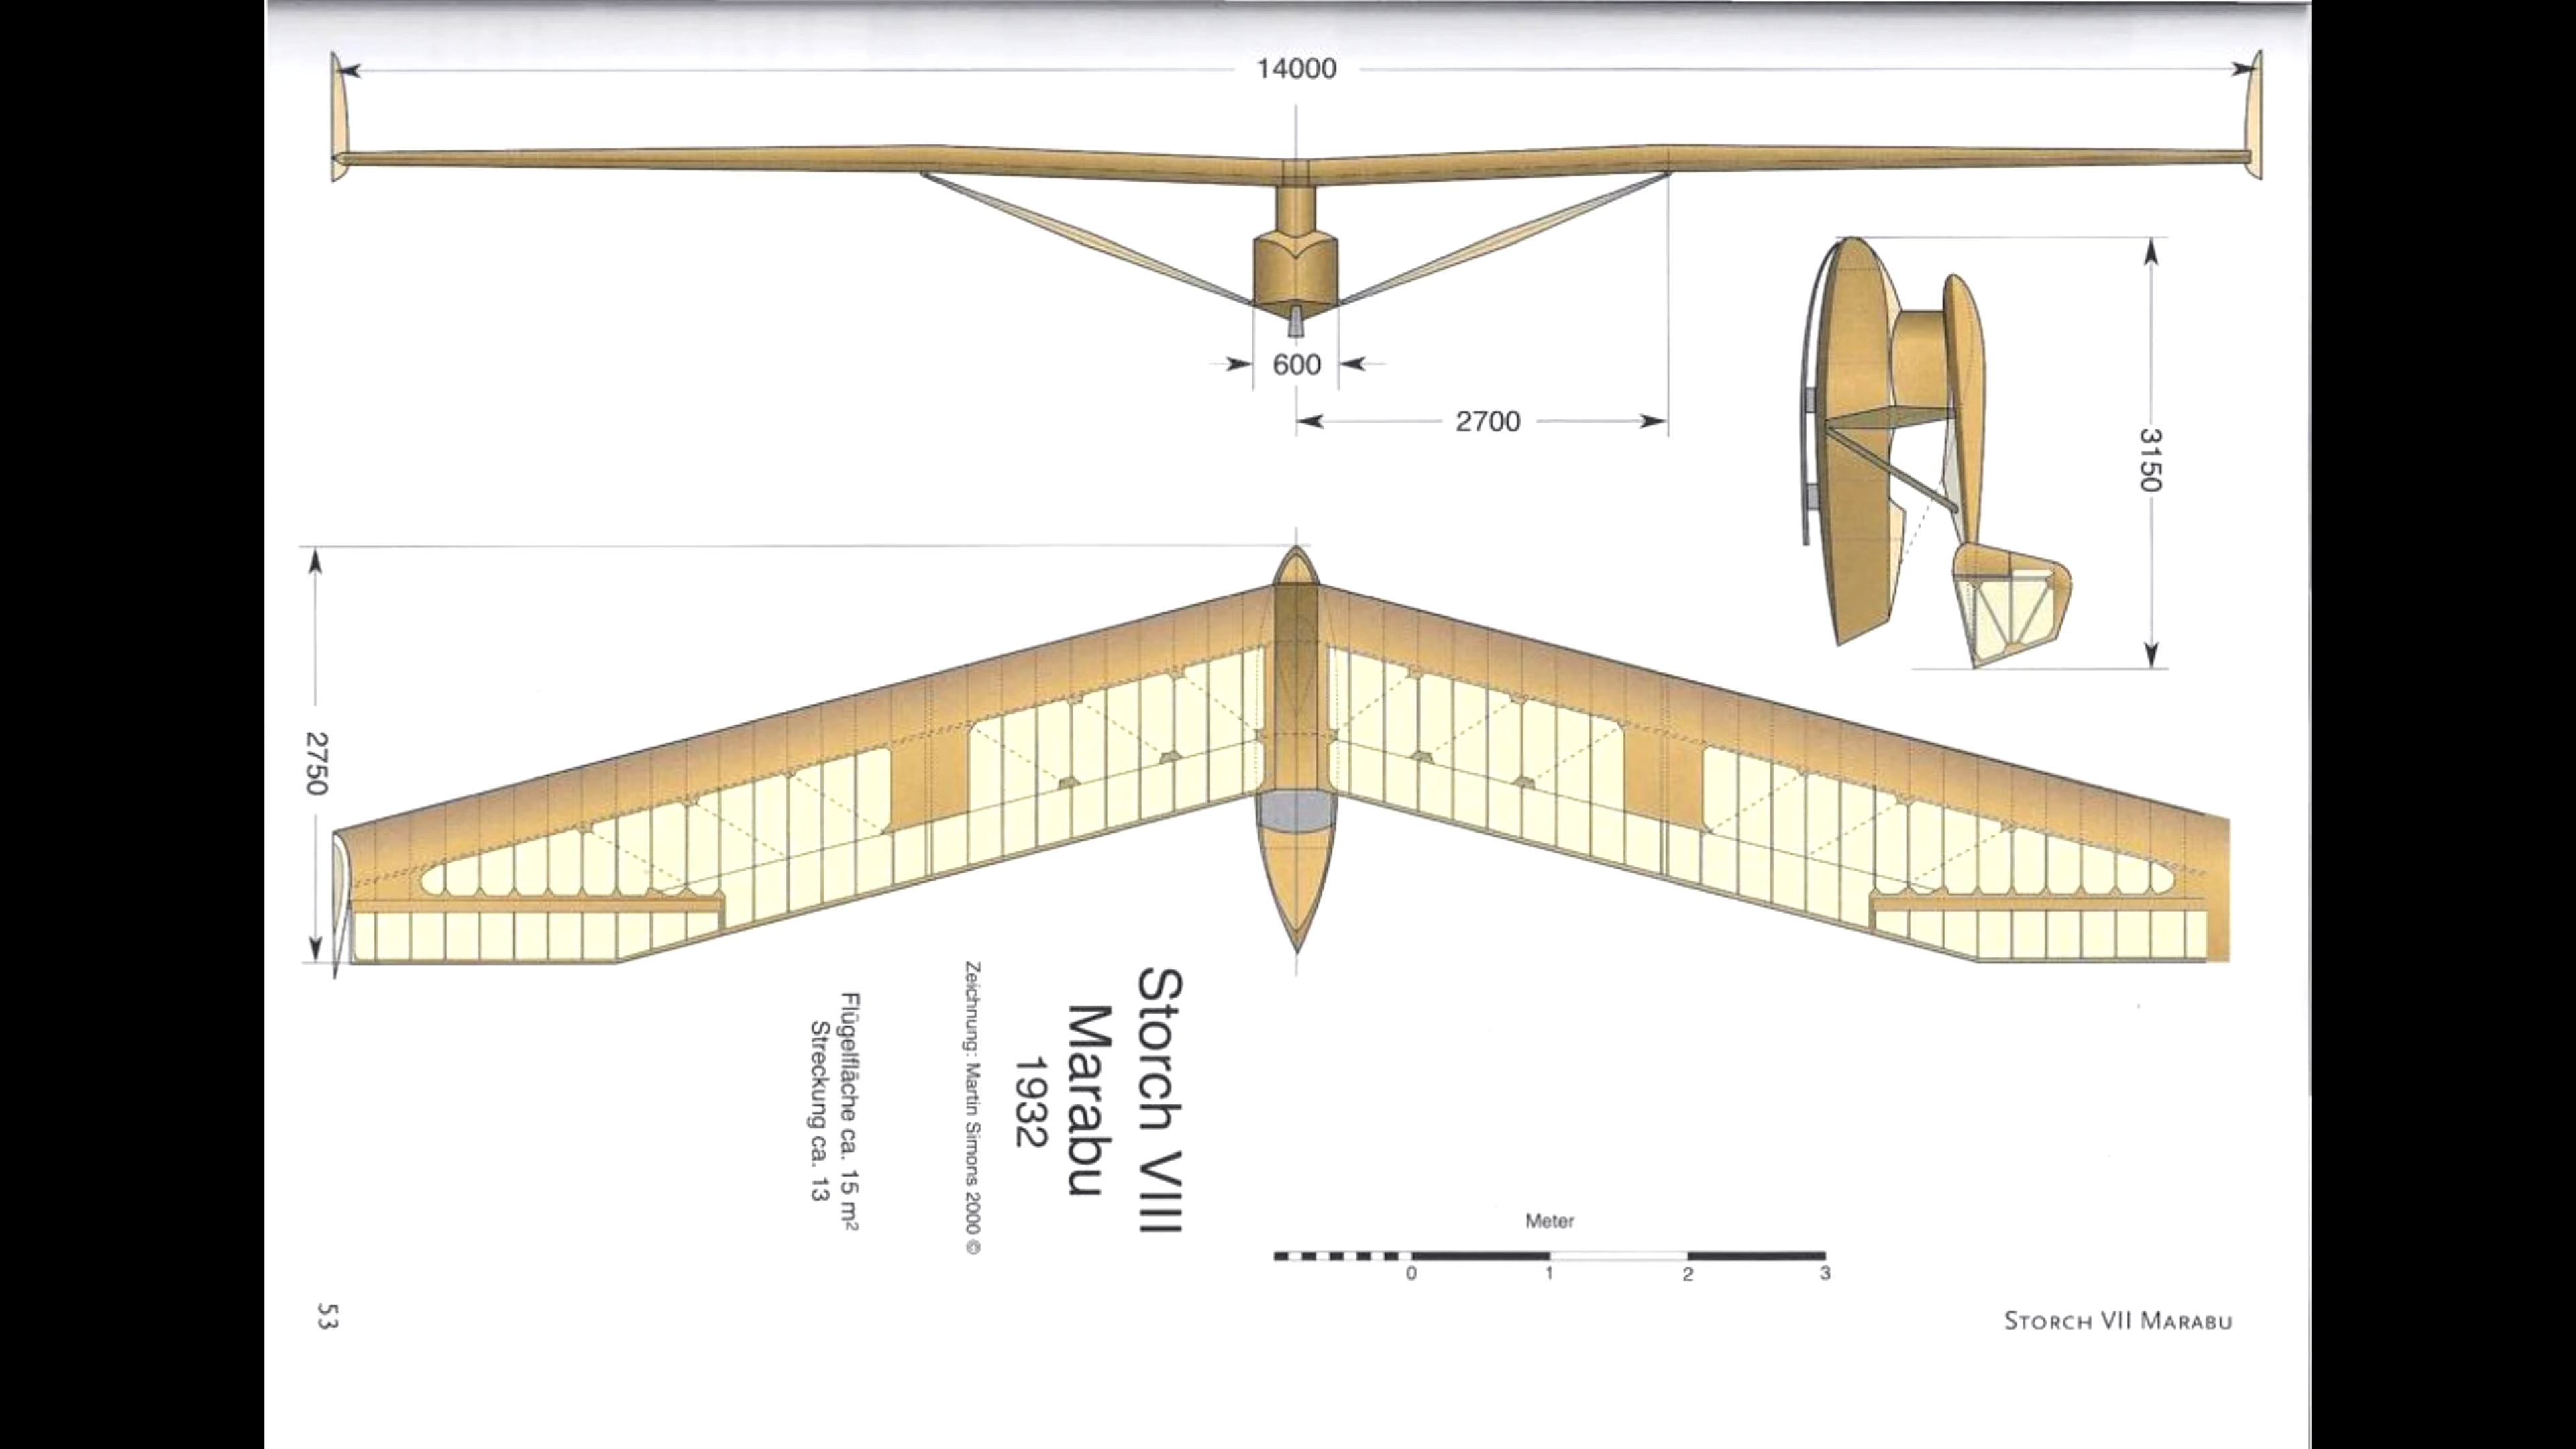 14000
600
2700
3150
2750
Storch VIII
Marabu
1932
Zeichnung: Martin Simons 2000 ©
Flügelfläche ca. 15 m²
Streckung ca. 13
Meter
0 1 2 3
53
STORCH VII MARABU